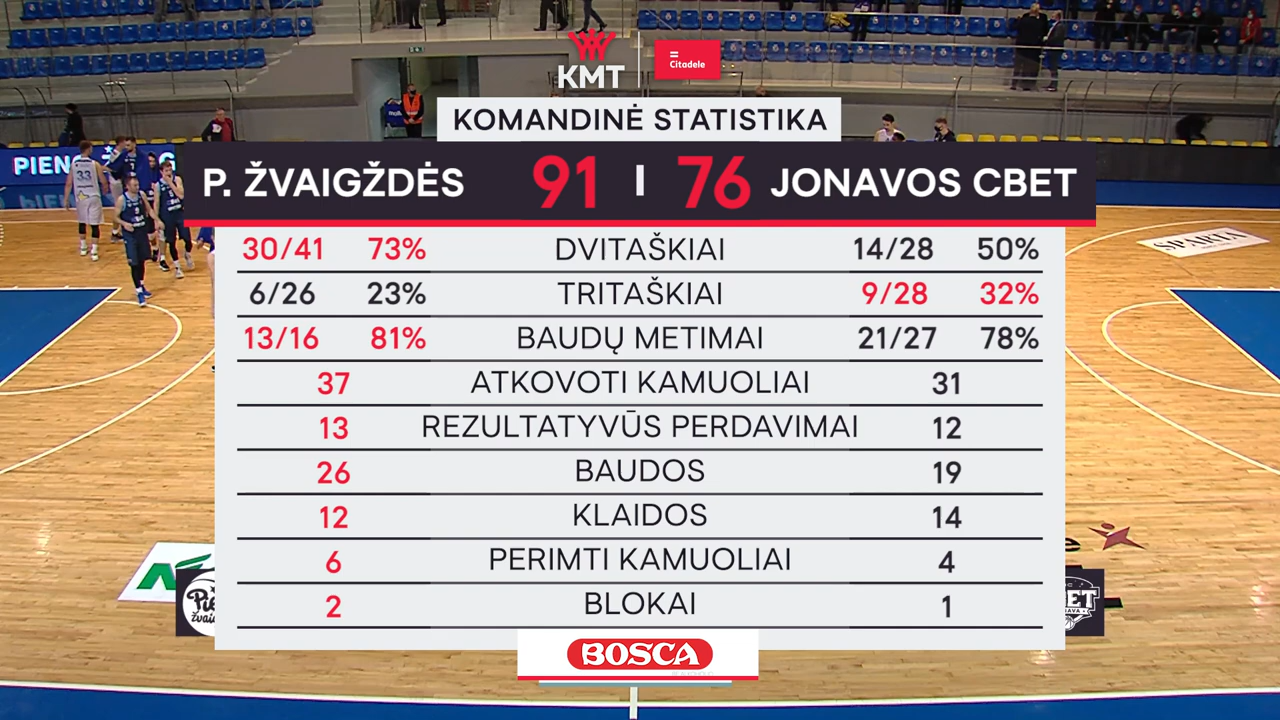 KMT
Citadele
KOMANDINĖ STATISTIKA
P. ŽVAIGŽDĖS 91 | 76 JONAVOS CBET
30/41 73% DVITAŠKIAI 14/28 50%
6/26 23% TRITAŠKIAI 9/28 32%
13/16 81% BAUDŲ METIMAI 21/27 78%
37 ATKOVOTI KAMUOLIAI 31
13 REZULTATYVŪS PERDAVIMAI 12
26 BAUDOS 19
12 KLAIDOS 14
6 PERIMTI KAMUOLIAI 4
2 BLOKAI 1
BOSCA
33
SPARTA